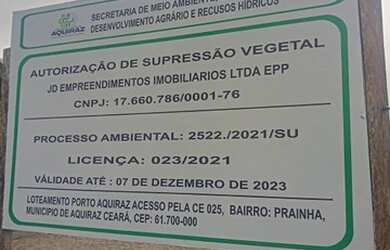 AQUIRAZ
SECRETARIA DE MEIO AMBIENTE
DESENVOLVIMENTO AGRÁRIO E RECUSOS HÍDRICOS
AUTORIZAÇÃO DE SUPRESSÃO VEGETAL
JD EMPREENDIMENTOS IMOBILIARIOS LTDA EPP
CNPJ: 17.660.786/0001-76
PROCESSO AMBIENTAL: 2522./2021/SU
LICENÇA: 023/2021
VÁLIDADE ATÉ : 07 DE DEZEMBRO DE 2023
LOTEAMENTO PORTO AQUIRAZ ACESSO PELA CE 025, BAIRRO: PRAINHA,
MUNICIPIO DE AQUIRAZ CEARÁ, CEP: 61.700-000